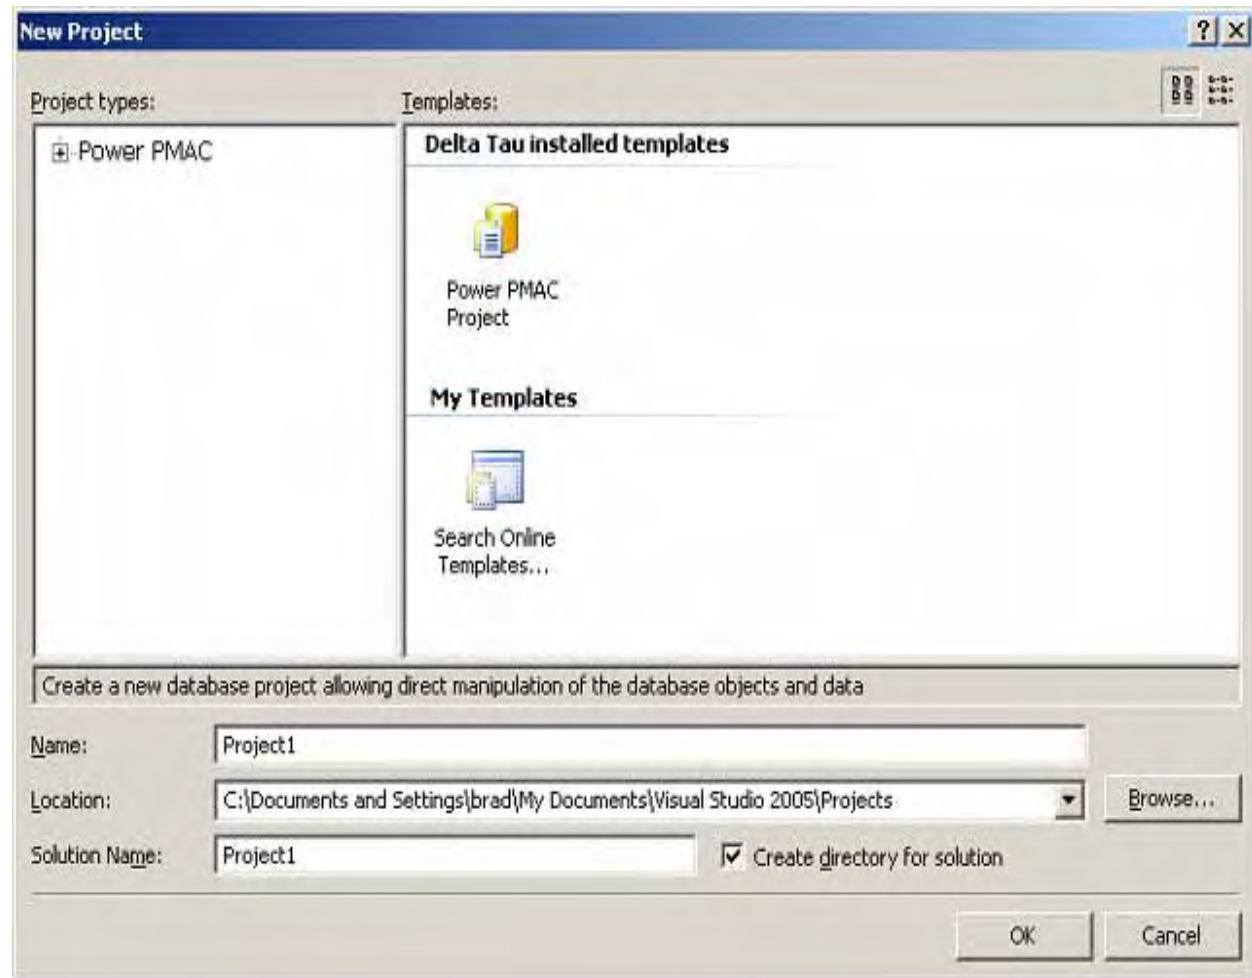 New Project
Project types:
Templates:
Power PMAC
Delta Tau installed templates
Power PMAC
Project
My Templates
Search Online
Templates...
Create a new database project allowing direct manipulation of the database objects and data
Name:
Project1
Location:
C:\Documents and Settings\brad\My Documents\Visual Studio 2005\Projects
Browse...
Solution Name:
Project1
Create directory for solution
OK
Cancel